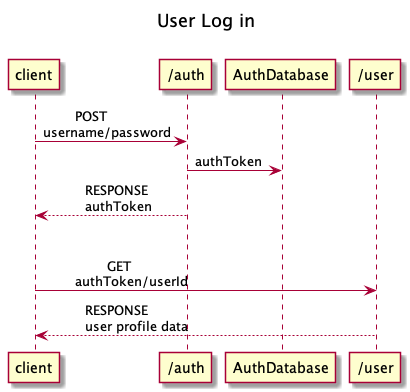 User Log in
client
/auth
AuthDatabase
/user
POST
username/password
authToken
RESPONSE
authToken
GET
authToken/userId
RESPONSE
user profile data
client
/auth
AuthDatabase
/user